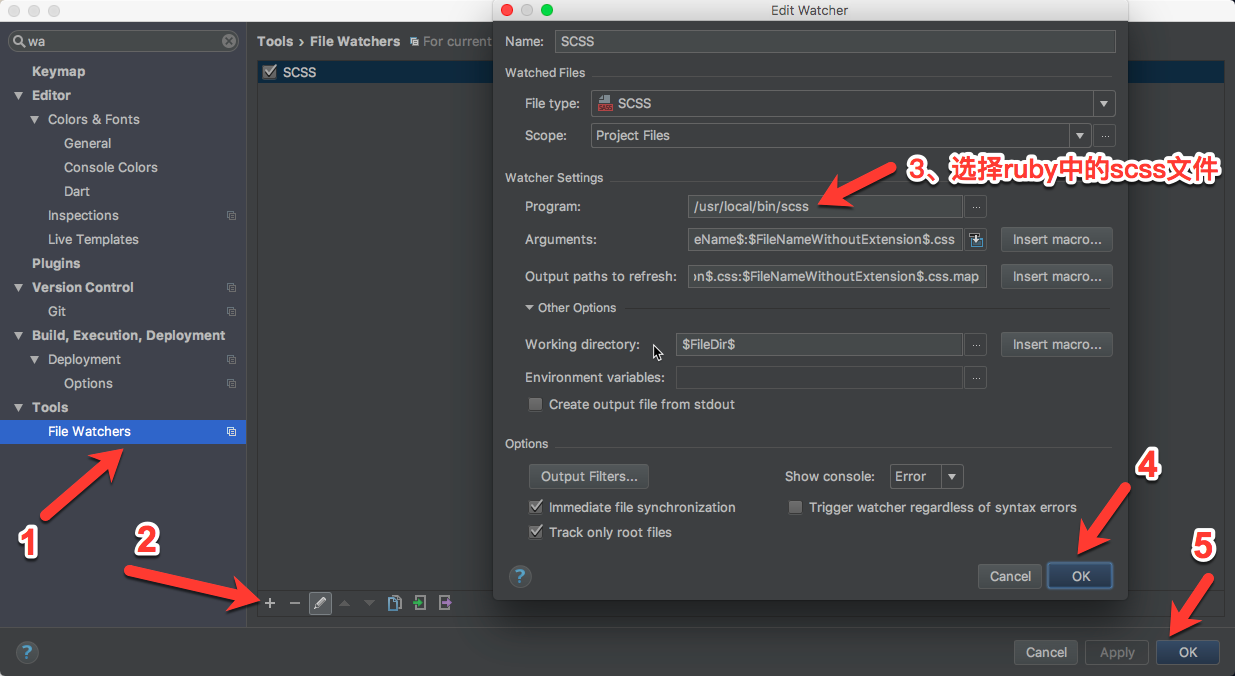 Edit Watcher
wa
Tools › File Watchers For current
Name: SCSS
Keymap
Editor
Colors & Fonts
General
Console Colors
Dart
Inspections
Live Templates
Plugins
Version Control
Git
Build, Execution, Deployment
Deployment
Options
Tools
File Watchers
SCSS
Watched Files
File type: SCSS
Scope: Project Files ...
3、选择ruby中的scss文件
Watcher Settings
Program: /usr/local/bin/scss ...
Arguments: eName$:$FileNameWithoutExtension$.css Insert macro...
Output paths to refresh: on$.css:$FileNameWithoutExtension$.css.map Insert macro...
Other Options
Working directory: $FileDir$ ... Insert macro...
Environment variables: ...
Create output file from stdout
Options
Output Filters... Show console: Error
Immediate file synchronization Trigger watcher regardless of syntax errors
Track only root files
? Cancel OK
1
2
4
5
? Cancel Apply OK